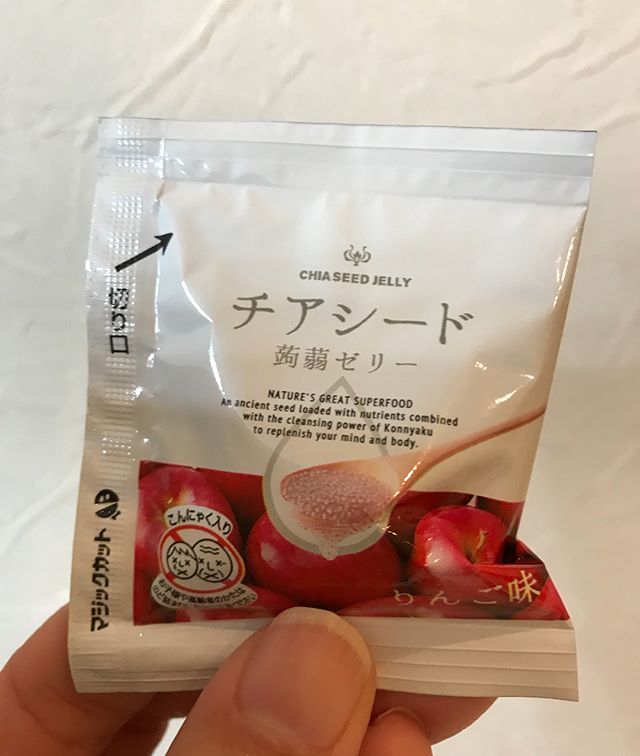 CHIASEED JELLY
チアシード
蒟蒻ゼリー
NATURE'S GREAT SUPERFOOD
An ancient seed loaded with nutrients combined
with the cleansing power of Konnyaku
to replenish your mind and body.
切り口
マジックカット
こんにゃく入り
りんご味